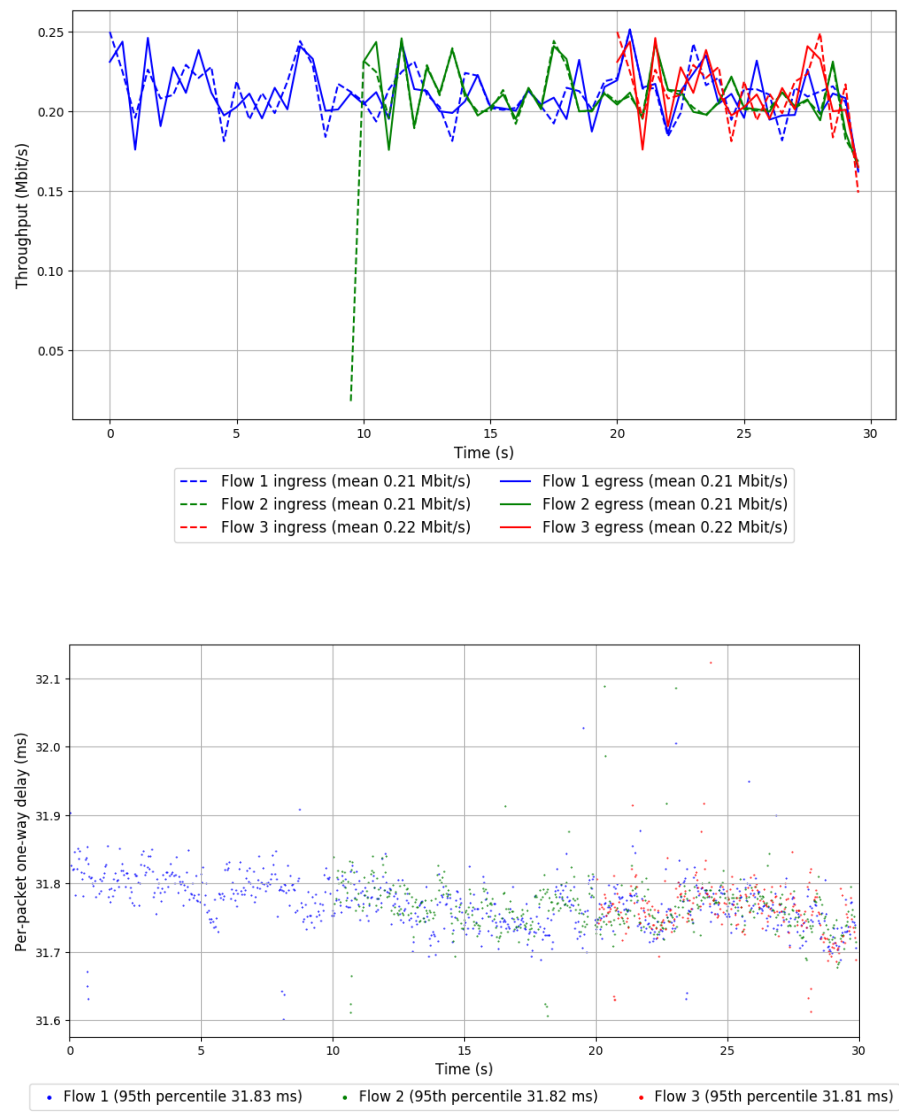 0.25
0.20
0.15
0.10
0.05
Throughput (Mbit/s)
0 5 10 15 20 25 30
Time (s)
Flow 1 ingress (mean 0.21 Mbit/s) Flow 1 egress (mean 0.21 Mbit/s)
Flow 2 ingress (mean 0.21 Mbit/s) Flow 2 egress (mean 0.21 Mbit/s)
Flow 3 ingress (mean 0.22 Mbit/s) Flow 3 egress (mean 0.22 Mbit/s)
32.1
32.0
31.9
31.8
31.7
31.6
Per-packet one-way delay (ms)
0 5 10 15 20 25 30
Time (s)
Flow 1 (95th percentile 31.83 ms) Flow 2 (95th percentile 31.82 ms) Flow 3 (95th percentile 31.81 ms)